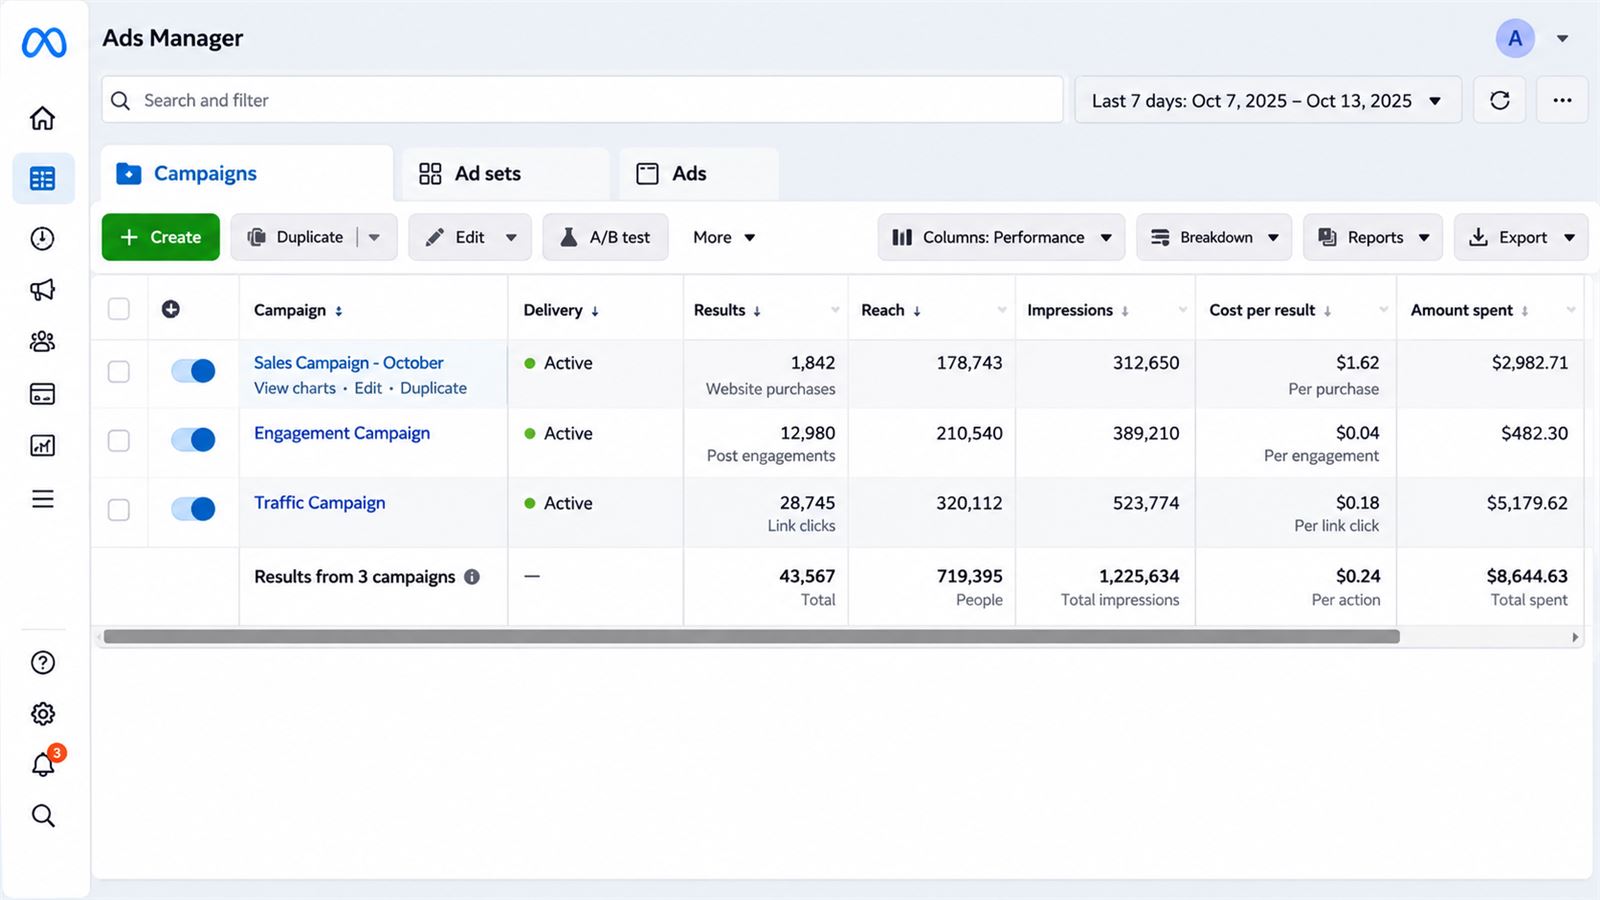 Ads Manager
A
Search and filter
Last 7 days: Oct 7, 2025 – Oct 13, 2025
Campaigns
Ad sets
Ads
Create
Duplicate
Edit
A/B test
More
Columns: Performance
Breakdown
Reports
Export
Campaign
Delivery
Results
Reach
Impressions
Cost per result
Amount spent
Sales Campaign - October
Active
1,842
178,743
312,650
$1.62
$2,982.71
View charts • Edit • Duplicate
Website purchases
Per purchase
Engagement Campaign
Active
12,980
210,540
389,210
$0.04
$482.30
Post engagements
Per engagement
Traffic Campaign
Active
28,745
320,112
523,774
$0.18
$5,179.62
Link clicks
Per link click
Results from 3 campaigns
—
43,567
719,395
1,225,634
$0.24
$8,644.63
Total
People
Total impressions
Per action
Total spent
3